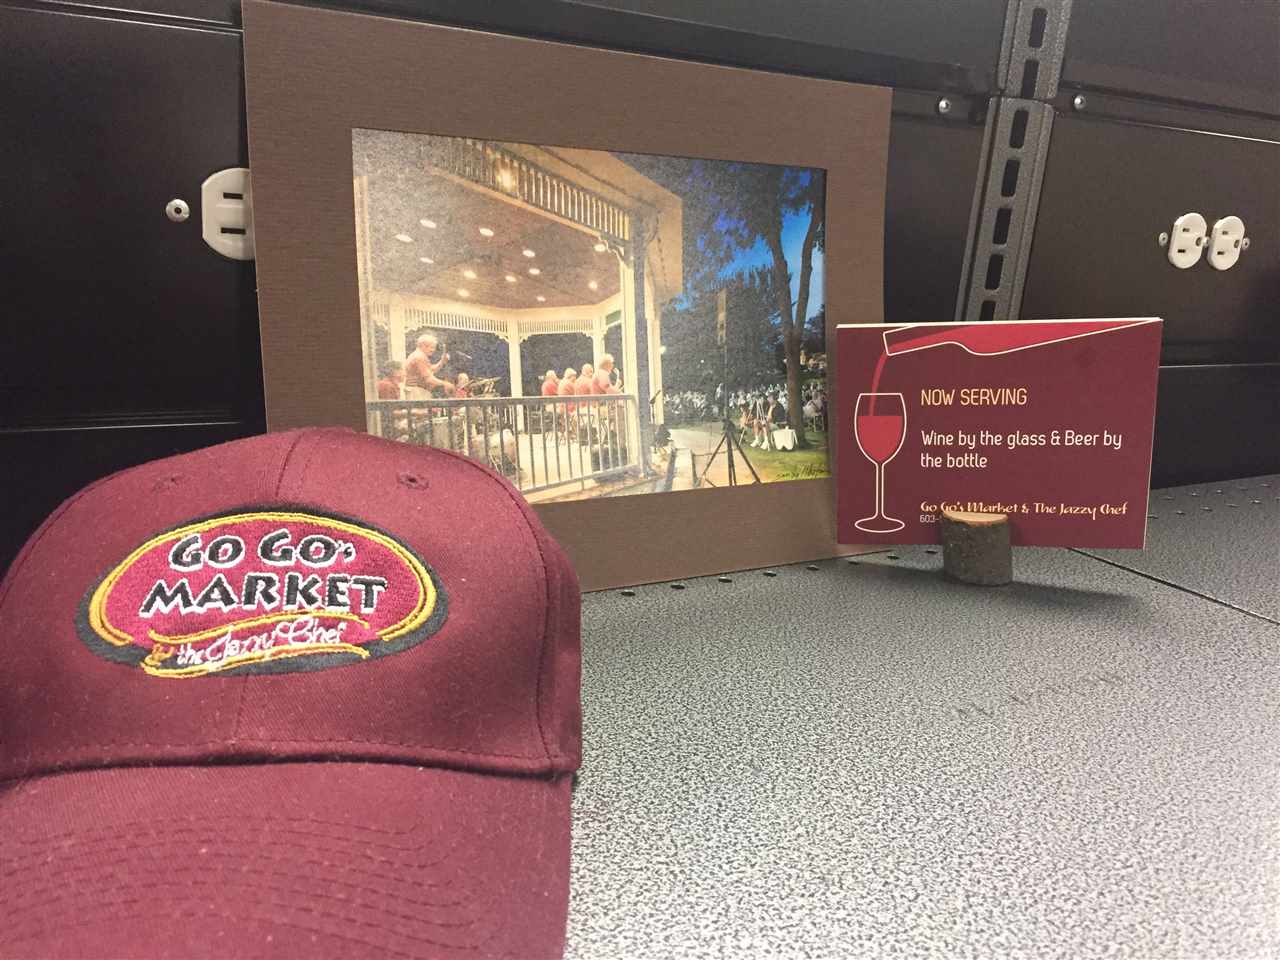 GO GO's
MARKET
& the Jazzy Chef
NOW SERVING
Wine by the glass & Beer by
the bottle
Go Go's Market & The Jazzy Chef
603-